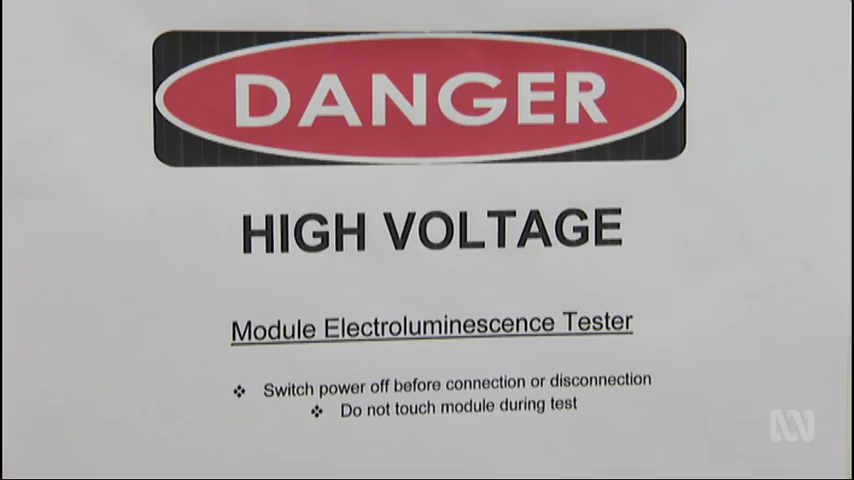 DANGER
HIGH VOLTAGE
Module Electroluminescence Tester
❖ Switch power off before connection or disconnection
❖ Do not touch module during test